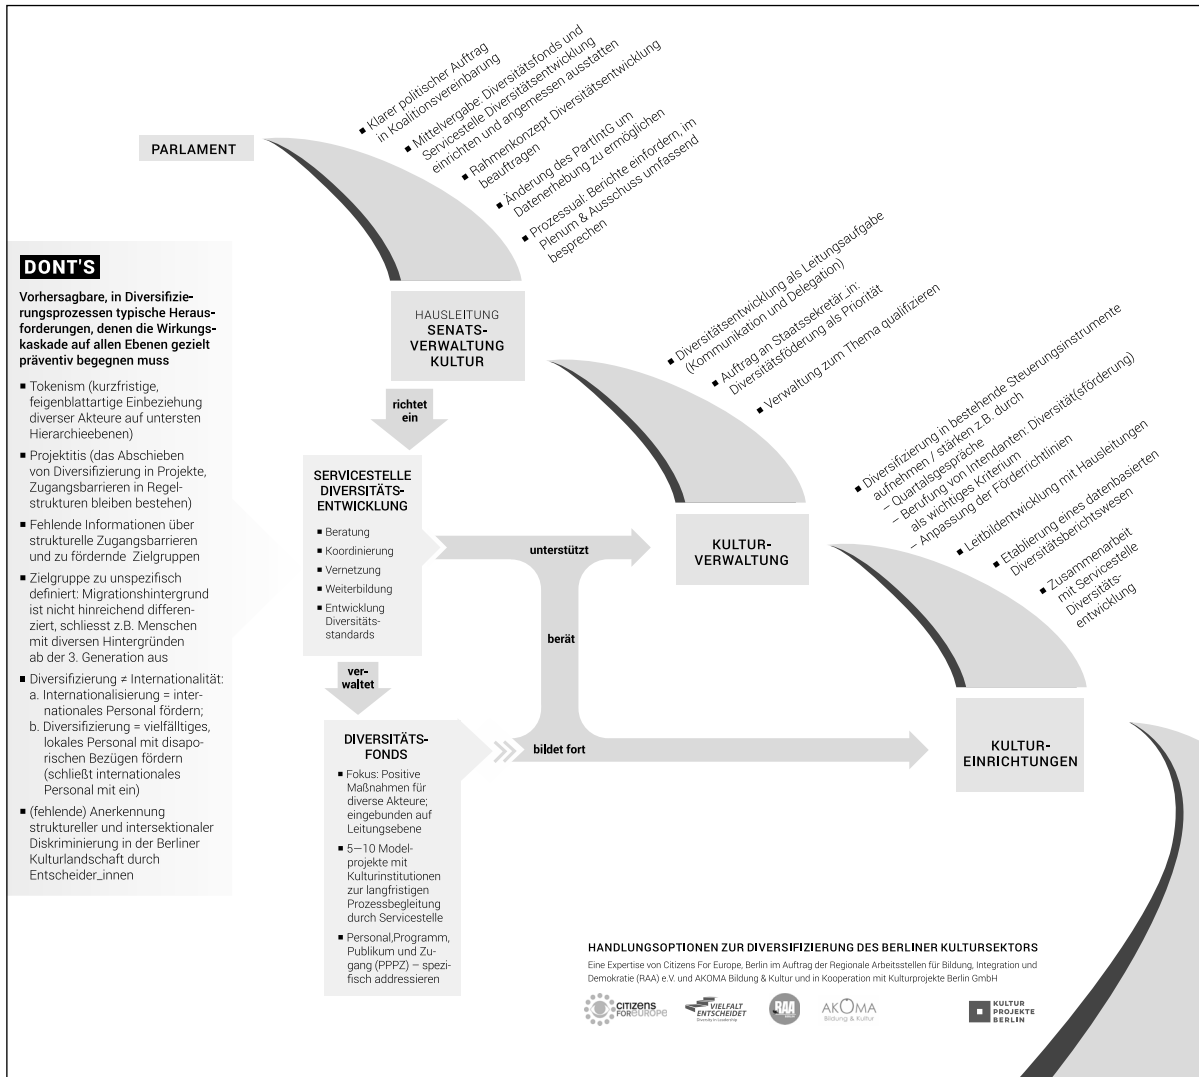 PARLAMENT
■ Klarer politischer Auftrag
in Koalitionsvereinbarung
■ Mittelvergabe: Diversitätsfonds und
Servicestelle Diversitätsentwicklung
einrichten und angemessen ausstatten
■ Rahmenkonzept Diversitätsentwicklung
beauftragen
■ Änderung des PartIntG um
Datenerhebung zu ermöglichen
■ Prozessual: Berichte einfordern, im
Plenum & Ausschuss umfassend
besprechen
DONT'S
Vorhersagbare, in Diversifizie-
rungsprozessen typische Heraus-
forderungen, denen die Wirkungs-
kaskade auf allen Ebenen gezielt
präventiv begegnen muss
■ Tokenism (kurzfristige,
feigenblattartige Einbeziehung
diverser Akteure auf untersten
Hierarchieebenen)
■ Projektitis (das Abschieben
von Diversifizierung in Projekte,
Zugangsbarrieren in Regel-
strukturen bleiben bestehen)
■ Fehlende Informationen über
strukturelle Zugangsbarrieren
und zu fördernde Zielgruppen
■ Zielgruppe zu unspezifisch
definiert: Migrationshintergrund
ist nicht hinreichend differen-
ziert, schliesst z.B. Menschen
mit diversen Hintergründen
ab der 3. Generation aus
■ Diversifizierung ≠ Internationalität:
a. Internationalisierung = inter-
nationales Personal fördern;
b. Diversifizierung = vielfälltiges,
lokales Personal mit disapo-
rischen Bezügen fördern
(schließt internationales
Personal mit ein)
■ (fehlende) Anerkennung
struktureller und intersektionaler
Diskriminierung in der Berliner
Kulturlandschaft durch
Entscheider_innen
HAUSLEITUNG
SENATS-
VERWALTUNG
KULTUR
■ Diversitätsentwicklung als Leitungsaufgabe
(Kommunikation und Delegation)
■ Auftrag an Staatssekretär_in:
Diversitätsföderung als Priorität
■ Verwaltung zum Thema qualifizieren
richtet
ein
SERVICESTELLE
DIVERSITÄTS-
ENTWICKLUNG
■ Beratung
■ Koordinierung
■ Vernetzung
■ Weiterbildung
■ Entwicklung
Diversitäts-
standards
unterstützt
berät
bildet fort
KULTUR-
VERWALTUNG
■ Diversifizierung in bestehende Steuerungsinstrumente
aufnehmen / stärken z.B. durch
– Quartalsgespräche
– Berufung von Intendanten: Diversität(sförderung)
als wichtiges Kriterium
– Anpassung der Förderrichtlinien
■ Leitbildentwicklung mit Hausleitungen
■ Etablierung eines datenbasierten
Diversitätsberichtswesen
■ Zusammenarbeit
mit Servicestelle
Diversitäts-
entwicklung
ver-
waltet
DIVERSITÄTS-
FONDS
■ Fokus: Positive
Maßnahmen für
diverse Akteure;
eingebunden auf
Leitungsebene
■ 5—10 Model-
projekte mit
Kulturinstitutionen
zur langfristigen
Prozessbegleitung
durch Servicestelle
■ Personal,Programm,
Publikum und Zu-
gang (PPPZ) – spezi-
fisch addressieren
KULTUR-
EINRICHTUNGEN
HANDLUNGSOPTIONEN ZUR DIVERSIFIZIERUNG DES BERLINER KULTURSEKTORS
Eine Expertise von Citizens For Europe, Berlin im Auftrag der Regionale Arbeitsstellen für Bildung, Integration und
Demokratie (RAA) e.V. und AKOMA Bildung & Kultur und in Kooperation mit Kulturprojekte Berlin GmbH
CITIZENS
FOREUROPE
VIELFALT
ENTSCHEIDET
Diversity in Leadership
RAA
AKOMA
Bildung & Kultur
KULTUR
PROJEKTE
BERLIN